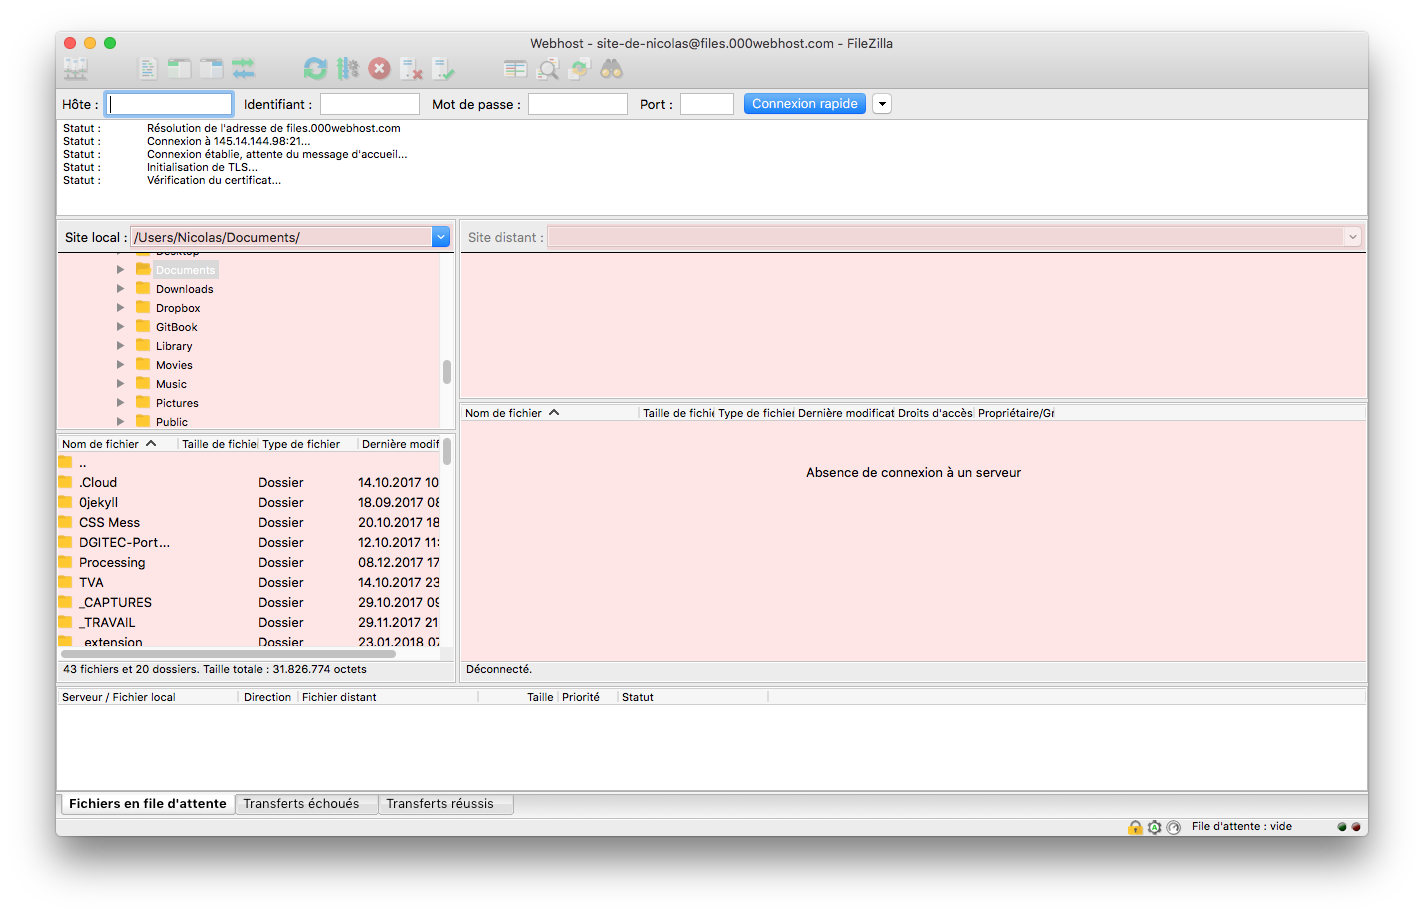 Webhost - site-de-nicolas@files.000webhost.com - FileZilla
Hôte : Identifiant : Mot de passe : Port : Connexion rapide
Statut : Résolution de l'adresse de files.000webhost.com
Statut : Connexion à 145.14.144.98:21...
Statut : Connexion établie, attente du message d'accueil...
Statut : Initialisation de TLS...
Statut : Vérification du certificat...
Site local : /Users/Nicolas/Documents/
Desktop
Documents
Downloads
Dropbox
GitBook
Library
Movies
Music
Pictures
Public
Nom de fichier Taille de fichie Type de fichier Dernière modif
..
.Cloud Dossier 14.10.2017 10
0jekyll Dossier 18.09.2017 08
CSS Mess Dossier 20.10.2017 18
DGITEC-Port... Dossier 12.10.2017 11:
Processing Dossier 08.12.2017 17
TVA Dossier 14.10.2017 23
_CAPTURES Dossier 29.10.2017 09
_TRAVAIL Dossier 29.11.2017 21
_extension Dossier 23.01.2018 07
43 fichiers et 20 dossiers. Taille totale : 31.826.774 octets
Site distant :
Nom de fichier Taille de fichi Type de fichier Dernière modificat Droits d'accès Propriétaire/Gr
Absence de connexion à un serveur
Déconnecté.
Serveur / Fichier local Direction Fichier distant Taille Priorité Statut
Fichiers en file d'attente Transferts échoués Transferts réussis
File d'attente : vide